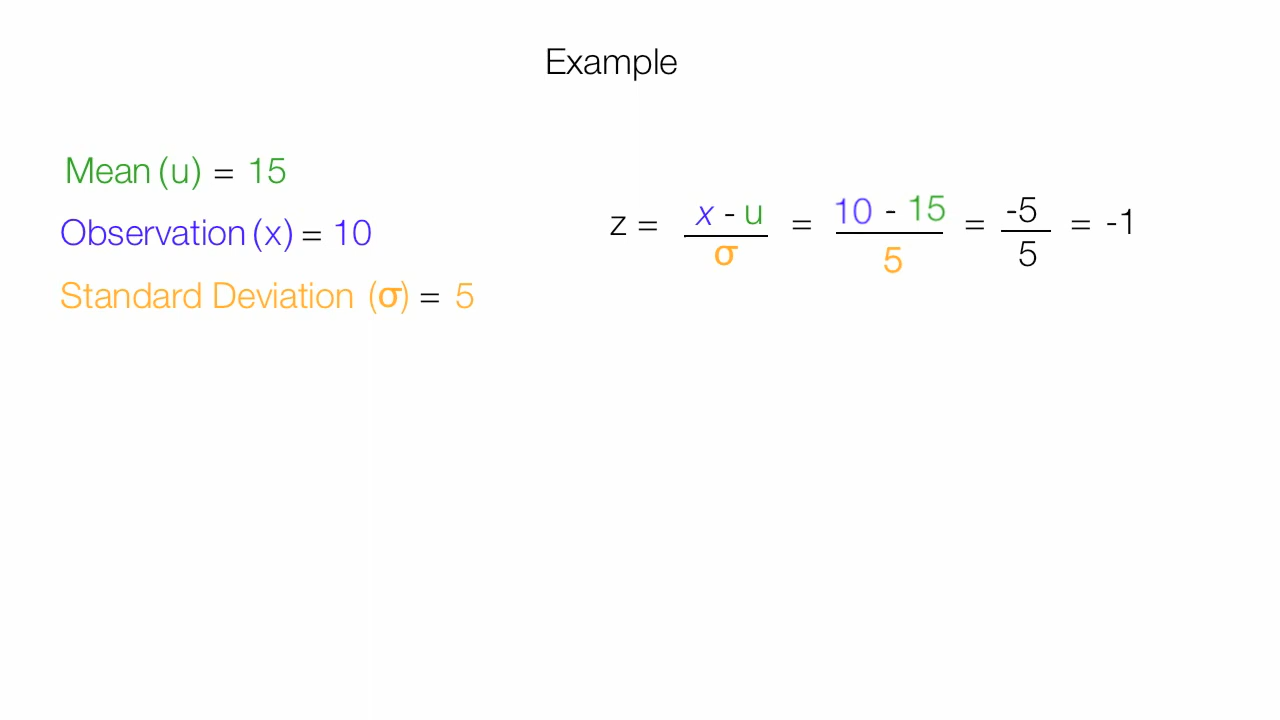 Example
Mean (u) = 15
Observation (x) = 10
Standard Deviation (σ) = 5
z = x - u / σ = 10 - 15 / 5 = -5 / 5 = -1